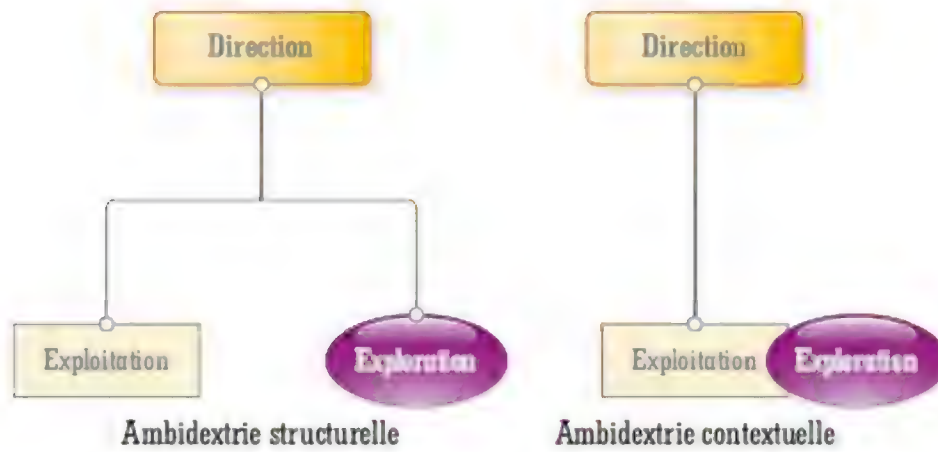 Direction
Direction
Exploitation
Exploration
Exploitation
Exploration
Ambidextrie structurelle
Ambidextrie contextuelle